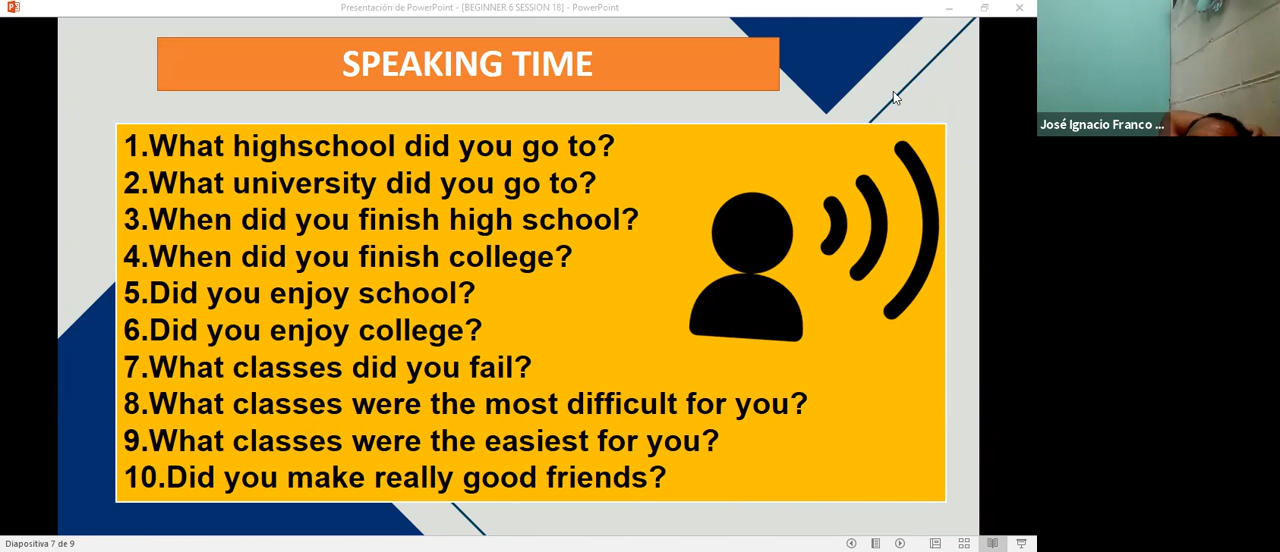 Presentación de PowerPoint - [BEGINNER 6 SESSION 18] - PowerPoint
SPEAKING TIME
José Ignacio Franco ...
1.What highschool did you go to?
2.What university did you go to?
3.When did you finish high school?
4.When did you finish college?
5.Did you enjoy school?
6.Did you enjoy college?
7.What classes did you fail?
8.What classes were the most difficult for you?
9.What classes were the easiest for you?
10.Did you make really good friends?
Diapositiva 7 de 9